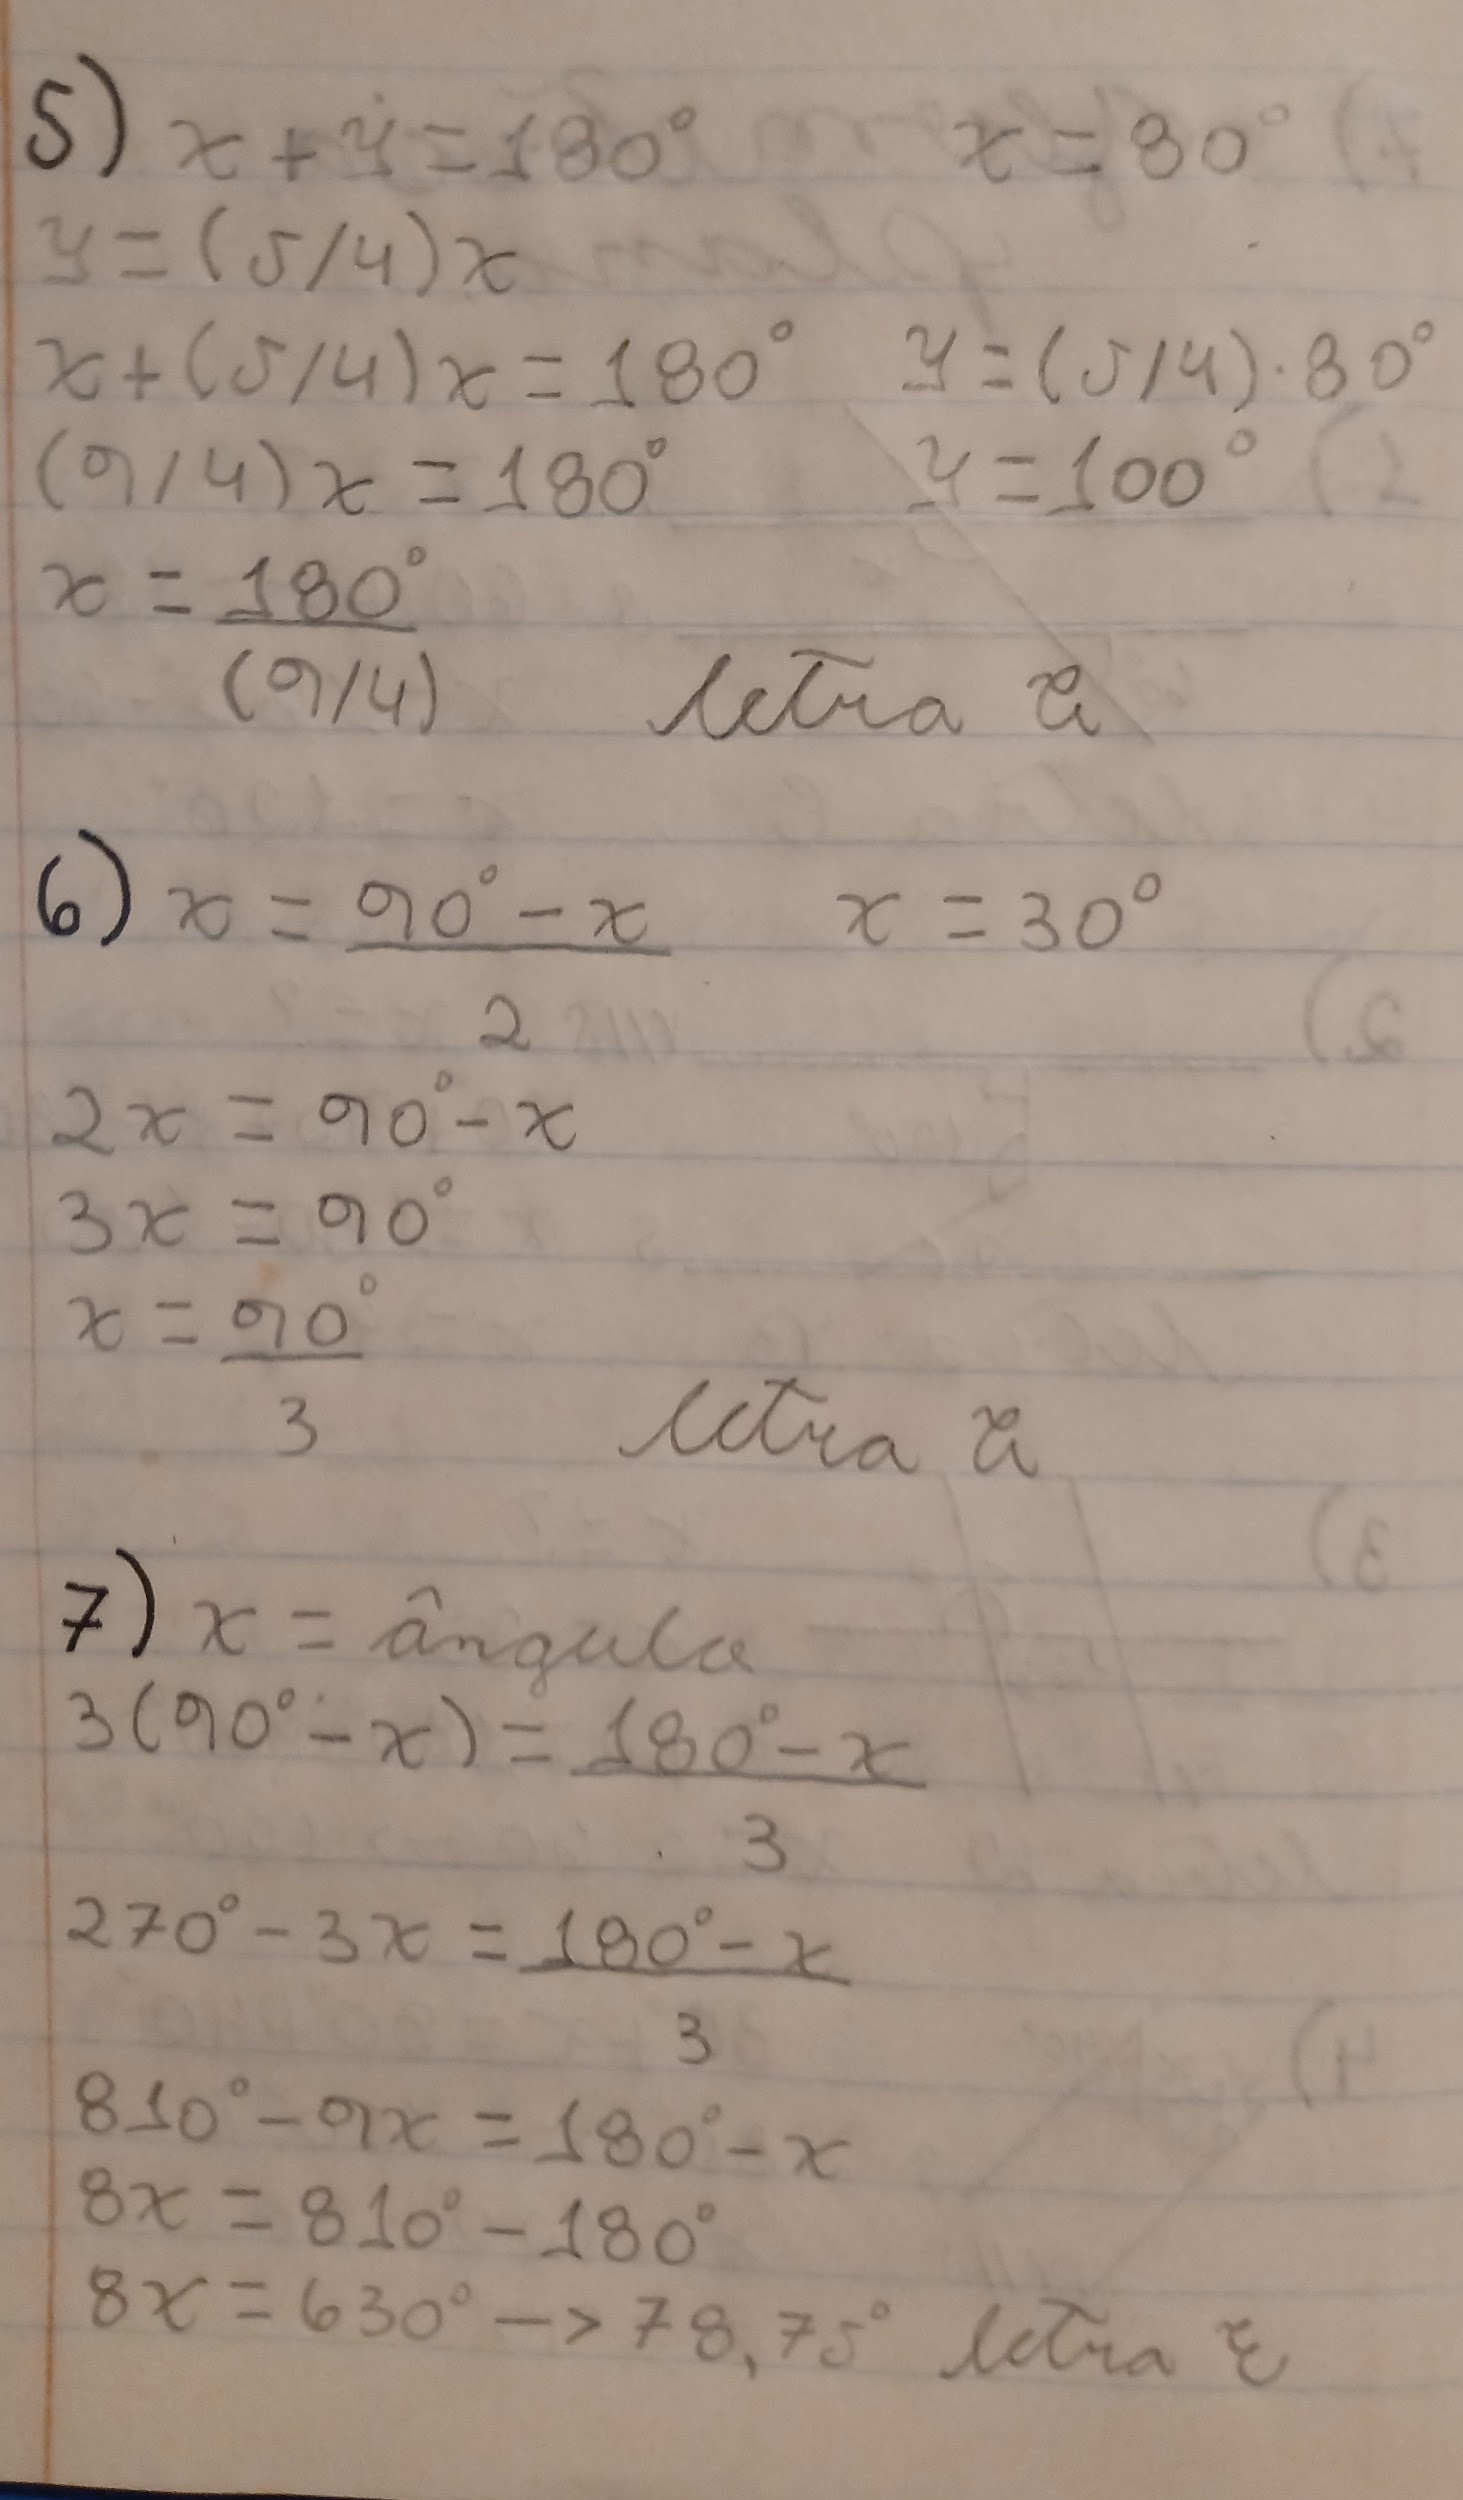 5) x + y = 180° x = 80°
y = (5/4)x
x + (5/4)x = 180° y = (5/4) · 80°
(9/4)x = 180° y = 100°
x = 180°
(9/4) letra a
6) x = 90° - x x = 30°
2
2x = 90° - x
3x = 90°
x = 90°
3 letra a
7) x = ângulo
3(90° - x) = 180° - x
3
270° - 3x = 180° - x
3
810° - 9x = 180° - x
8x = 810° - 180°
8x = 630° -> 78,75° letra